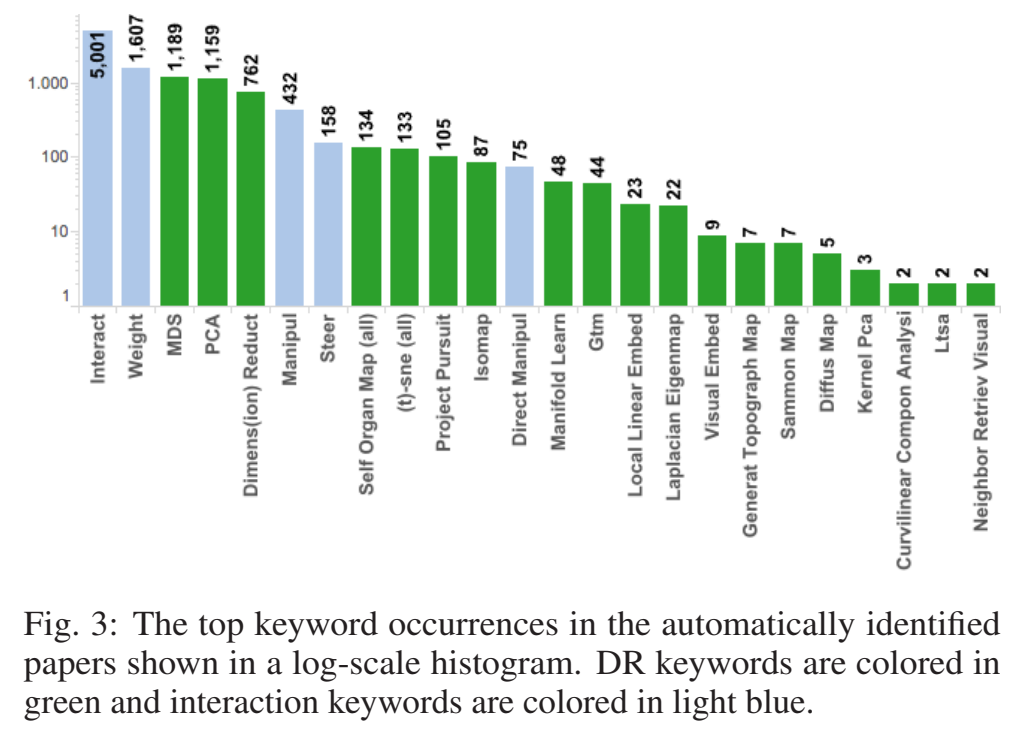 5,001
1,607
1,189
1,159
762
432
158
134
133
105
87
75
48
44
23
22
9
7
7
5
3
2
2
2
1.000
100
10
1
Interact
Weight
MDS
PCA
Dimens(ion) Reduct
Manipul
Steer
Self Organ Map (all)
(t)-sne (all)
Project Pursuit
Isomap
Direct Manipul
Manifold Learn
Gtm
Local Linear Embed
Laplacian Eigenmap
Visual Embed
Generat Topograph Map
Sammon Map
Diffus Map
Kernel Pca
Curvilinear Compon Analysi
Ltsa
Neighbor Retriev Visual
Fig. 3: The top keyword occurrences in the automatically identified
papers shown in a log-scale histogram. DR keywords are colored in
green and interaction keywords are colored in light blue.